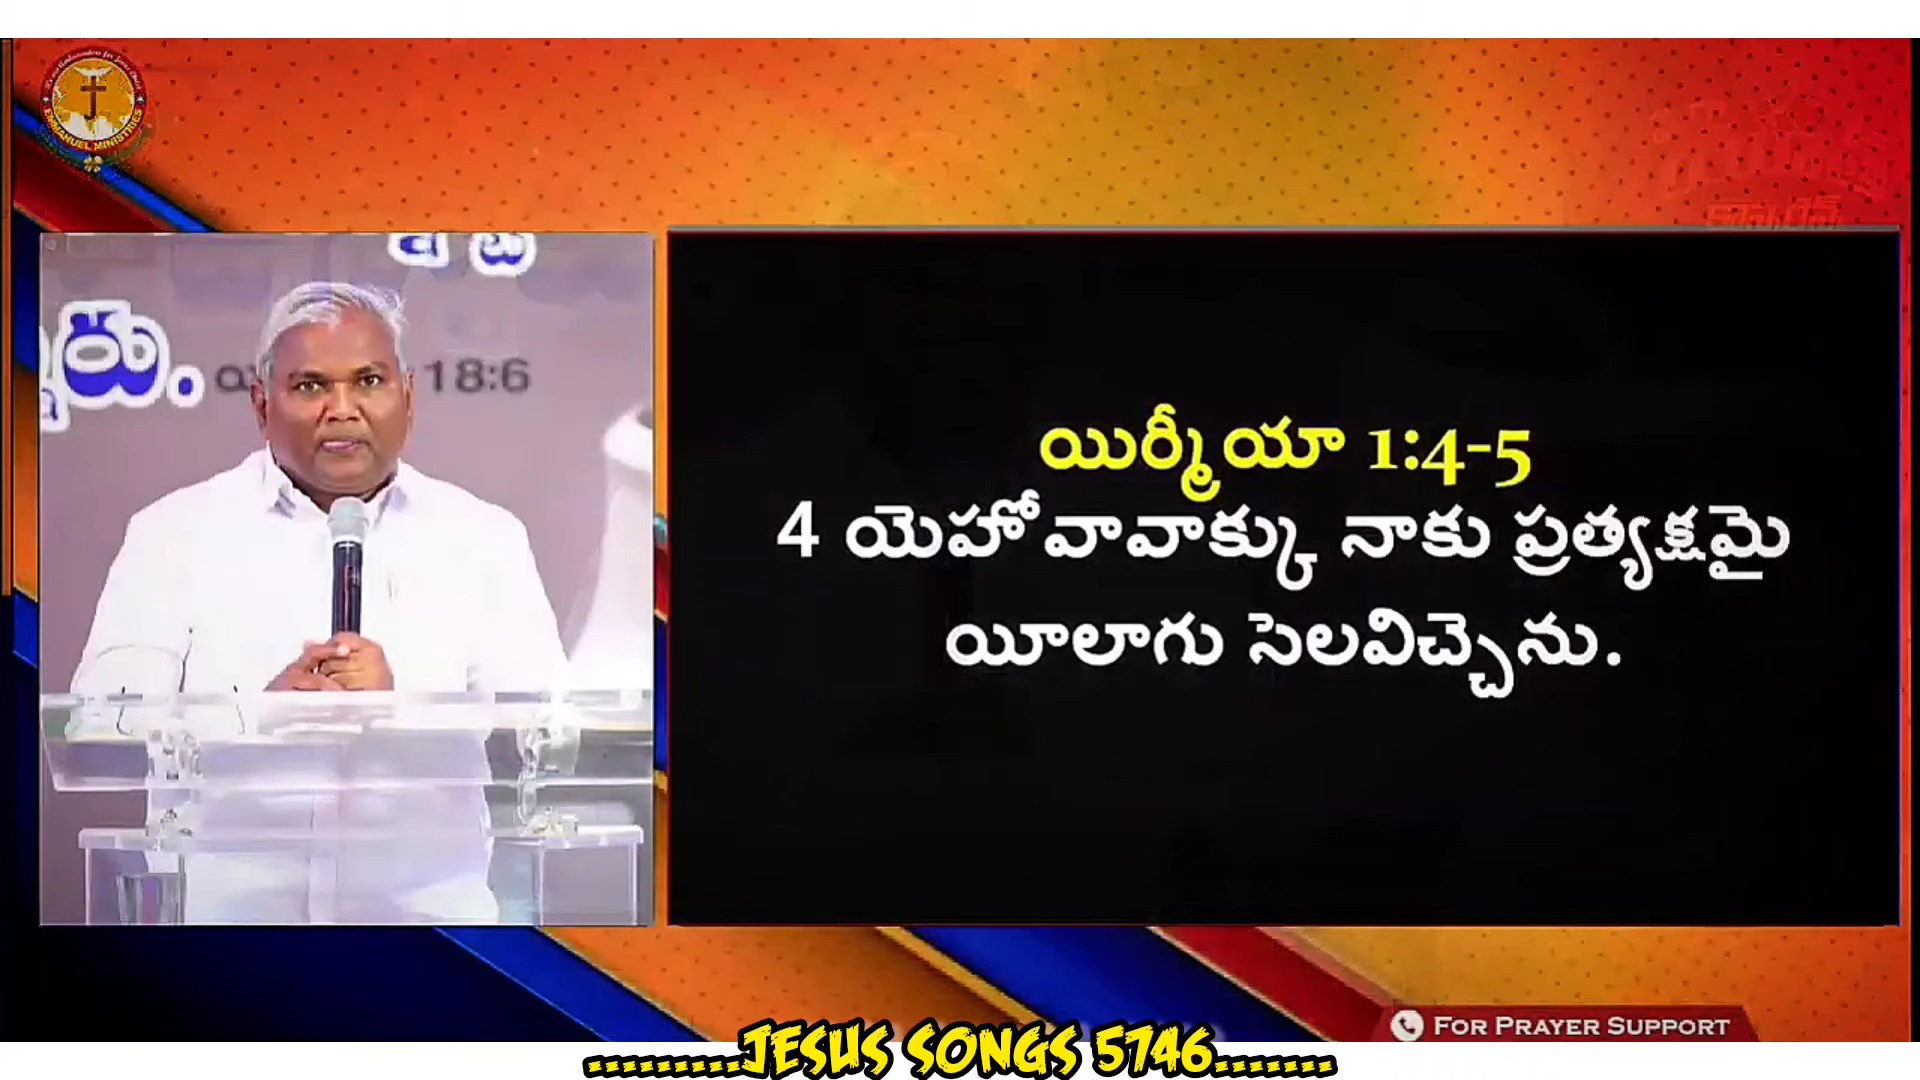 EMMANUEL MINISTRIES
18:6
యిర్మీయా 1:4-5
4 యెహోవావాక్కు నాకు ప్రత్యక్షమై
యీలాగు సెలవిచ్చెను.
FOR PRAYER SUPPORT
.........JESUS SONGS 5746.......